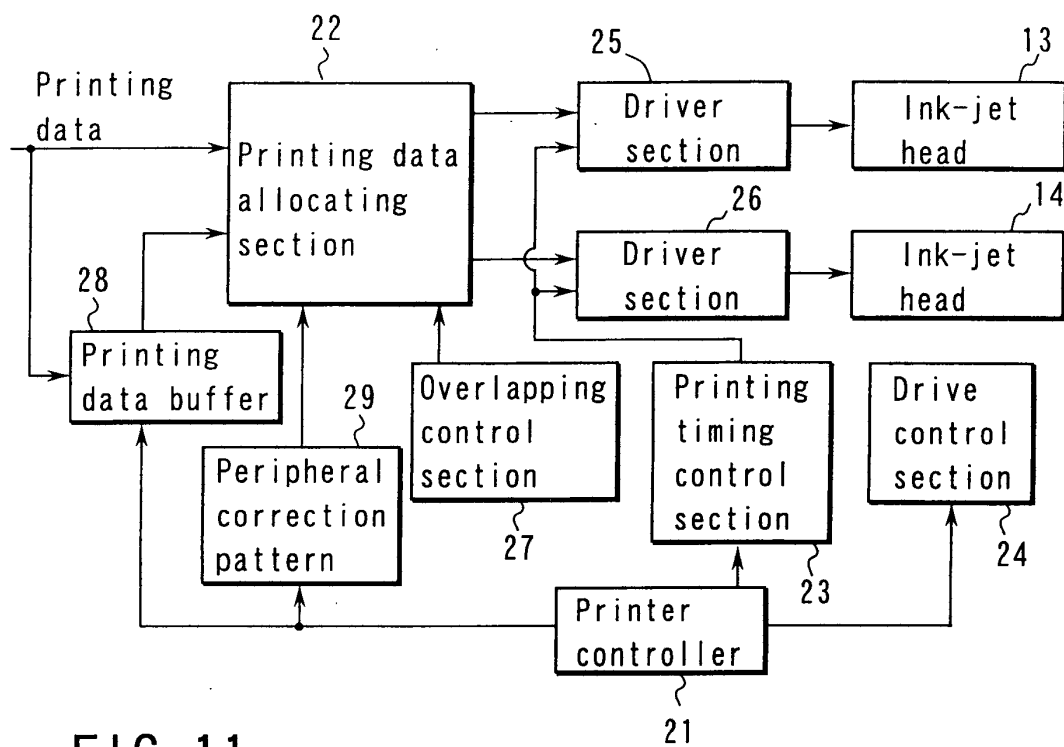 22
25
13
Printing
data
Printing data
allocating
section
Driver
section
Ink-jet
head
26
14
Driver
section
Ink-jet
head
28
Printing
data buffer
29
Peripheral
correction
pattern
Overlapping
control
section
27
Printing
timing
control
section
23
Drive
control
section
24
Printer
controller
21
FIG.11